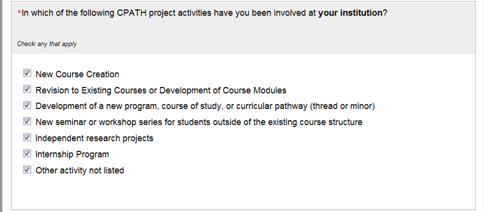 *In which of the following CPATH project activities have you been involved at your institution?
Check any that apply
New Course Creation
Revision to Existing Courses or Development of Course Modules
Development of a new program, course of study, or curricular pathway (thread or minor)
New seminar or workshop series for students outside of the existing course structure
Independent research projects
Internship Program
Other activity not listed